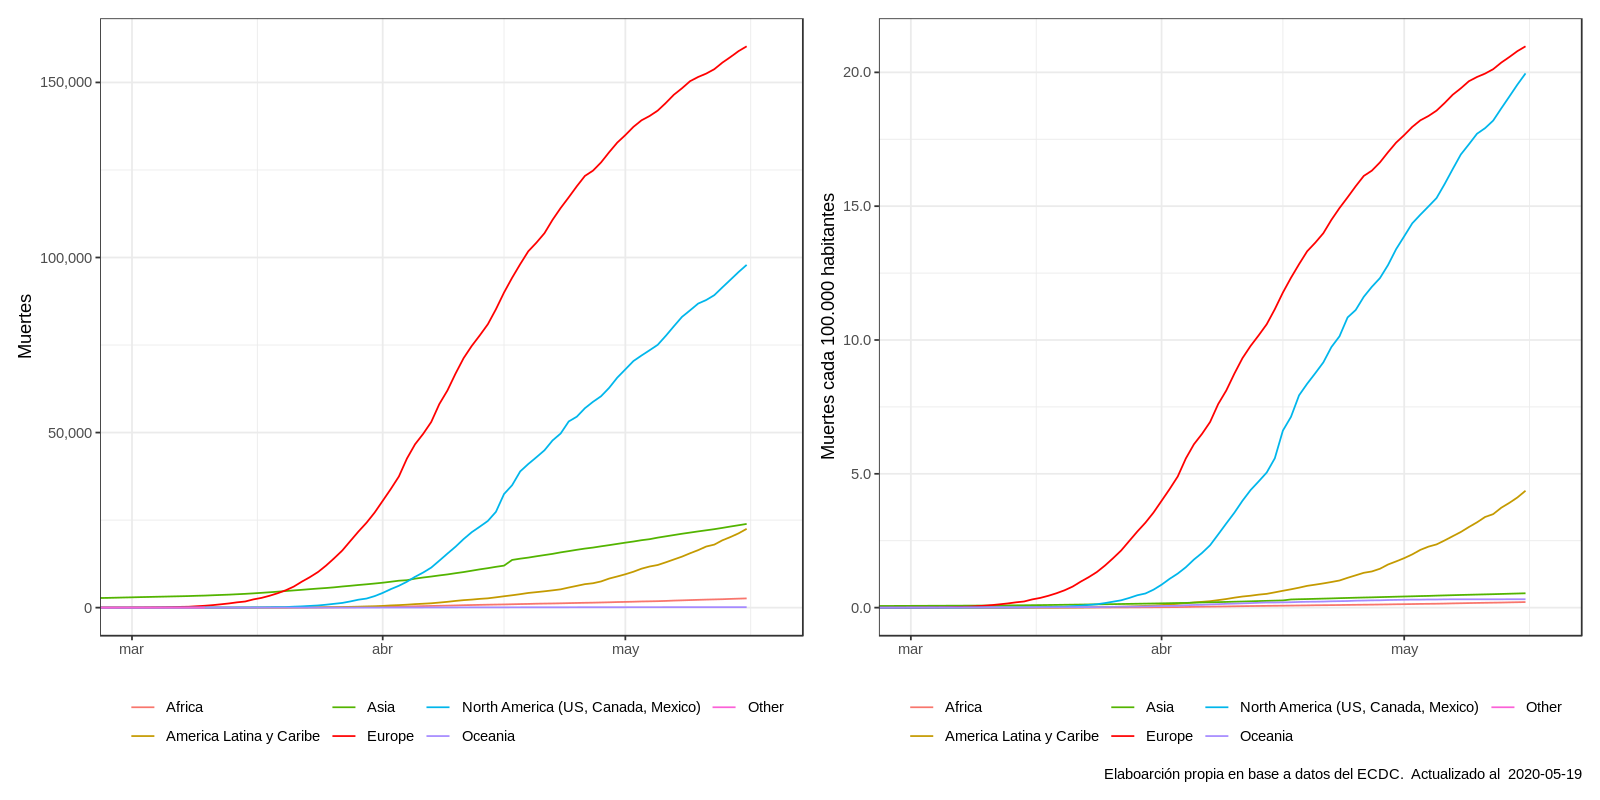 Muertes
150,000
100,000
50,000
0
mar abr may
Africa Asia North America (US, Canada, Mexico) Other
America Latina y Caribe Europe Oceania
Muertes cada 100.000 habitantes
20.0
15.0
10.0
5.0
0.0
mar abr may
Africa Asia North America (US, Canada, Mexico) Other
America Latina y Caribe Europe Oceania
Elaboarción propia en base a datos del ECDC. Actualizado al 2020-05-19